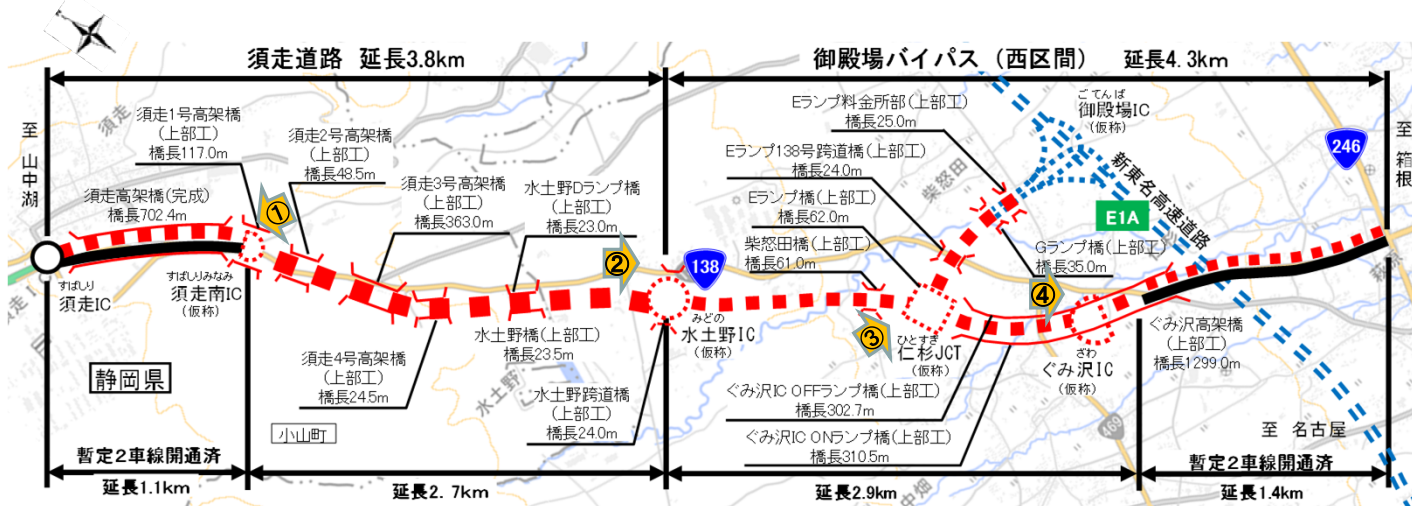 須走道路 延長3.8km
御殿場バイパス（西区間） 延長4.3km
至 山中湖
須走
須走1号高架橋
(上部工)
橋長117.0m
須走2号高架橋
(上部工)
橋長48.5m
須走高架橋(完成)
橋長702.4m
須走3号高架橋
(上部工)
橋長363.0m
水土野Dランプ橋
(上部工)
橋長23.0m
①
②
138
すばしり
須走IC
すばしりみなみ
須走南IC
(仮称)
静岡県
小山町
須走4号高架橋
(上部工)
橋長24.5m
水土野橋(上部工)
橋長23.5m
水土野
水土野跨道橋
(上部工)
橋長24.0m
みどの
水土野IC
(仮称)
Eランプ料金所部(上部工)
橋長25.0m
Eランプ138号跨道橋(上部工)
橋長24.0m
Eランプ橋(上部工)
橋長62.0m
柴怒田橋(上部工)
橋長61.0m
柴怒田
ごてんば
御殿場IC
(仮称)
新東名高速道路
E1A
246
至 箱根
Gランプ橋(上部工)
橋長35.0m
③
④
ひとすぎ
仁杉JCT
(仮称)
ざわ
ぐみ沢IC
(仮称)
ぐみ沢高架橋
(上部工)
橋長1299.0m
ぐみ沢IC OFFランプ橋(上部工)
橋長302.7m
ぐみ沢IC ONランプ橋(上部工)
橋長310.5m
469
中畑
至 名古屋
暫定2車線開通済
延長1.1km
延長2.7km
延長2.9km
暫定2車線開通済
延長1.4km